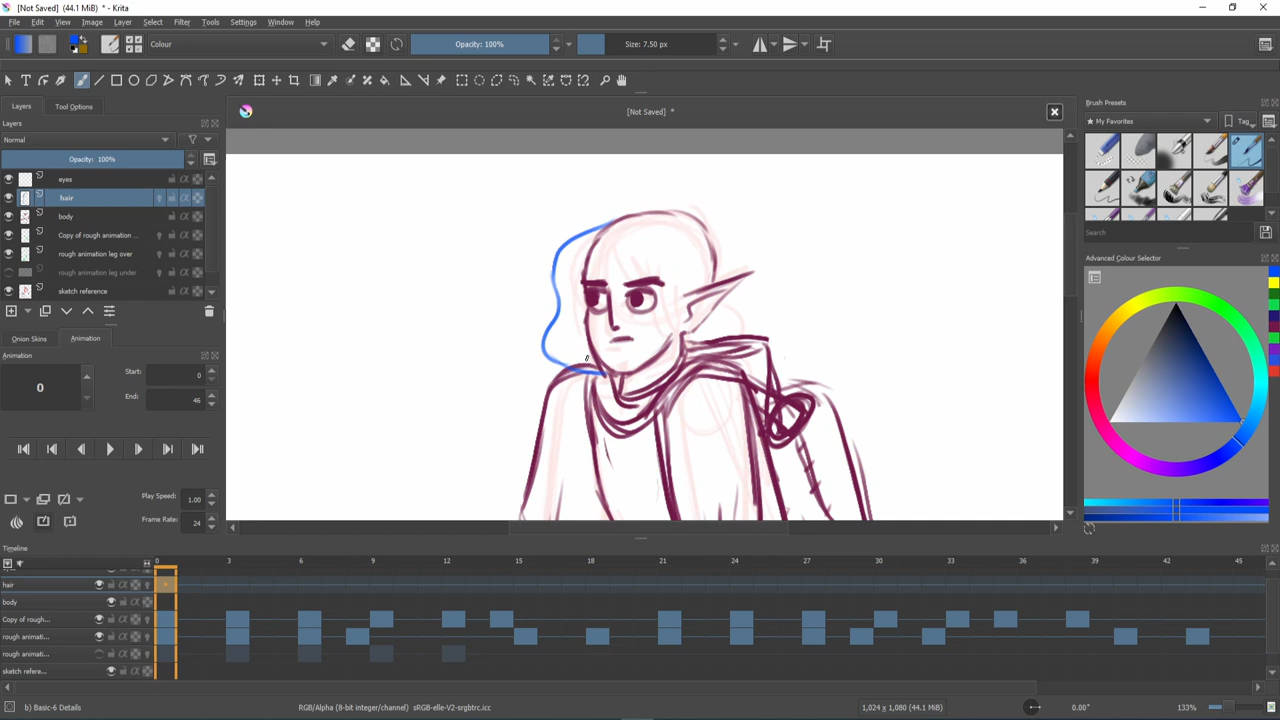 [Not Saved] (44.1 MiB) * - Krita
File Edit View Image Layer Select Filter Tools Settings Window Help
Colour Opacity: 100% Size: 7.50 px
Layers Tool Options
Layers
Normal
Opacity: 100%
eyes
hair
body
Copy of rough animation ...
rough animation leg over
rough animation leg under
sketch reference
Onion Skins Animation
Animation
0
Start: 0
End: 46
Play Speed: 1.00
Frame Rate: 24
[Not Saved] *
Brush Presets
★ My Favorites Tag
Search
Advanced Colour Selector
Timeline
0 3 6 9 12 15 18 21 24 27 30 33 36 39 42 45
hair
body
Copy of rough...
rough animati...
rough animati...
sketch refere...
b) Basic-6 Details RGB/Alpha (8-bit integer/channel) sRGB-elle-V2-srgbtrc.icc 1,024 x 1,080 (44.1 MiB) 0.00° 133%